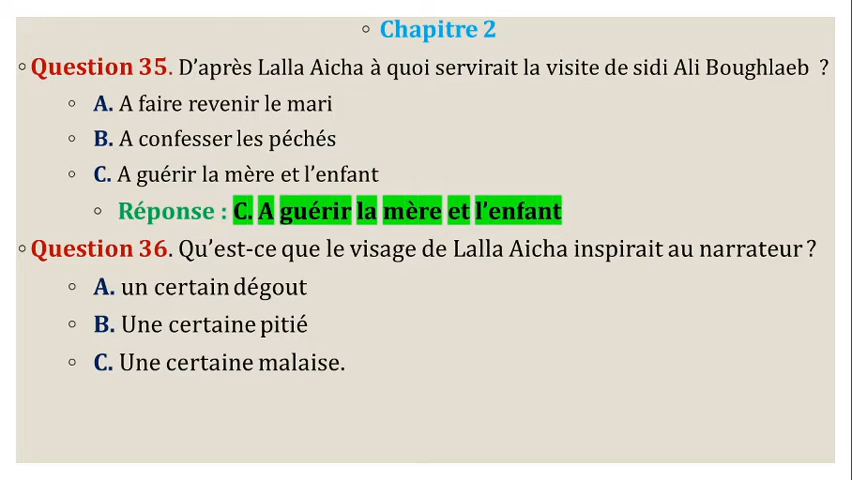 Chapitre 2
Question 35. D'après Lalla Aicha à quoi servirait la visite de sidi Ali Boughlaeb ?
A. A faire revenir le mari
B. A confesser les péchés
C. A guérir la mère et l'enfant
Réponse : C. A guérir la mère et l'enfant
Question 36. Qu'est-ce que le visage de Lalla Aicha inspirait au narrateur ?
A. un certain dégout
B. Une certaine pitié
C. Une certaine malaise.